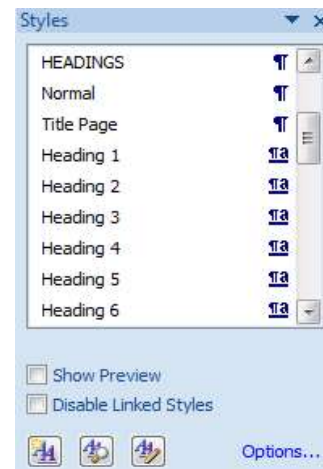 Styles
HEADINGS ¶
Normal ¶
Title Page ¶
Heading 1 ¶a
Heading 2 ¶a
Heading 3 ¶a
Heading 4 ¶a
Heading 5 ¶a
Heading 6 ¶a
Show Preview
Disable Linked Styles
Options...